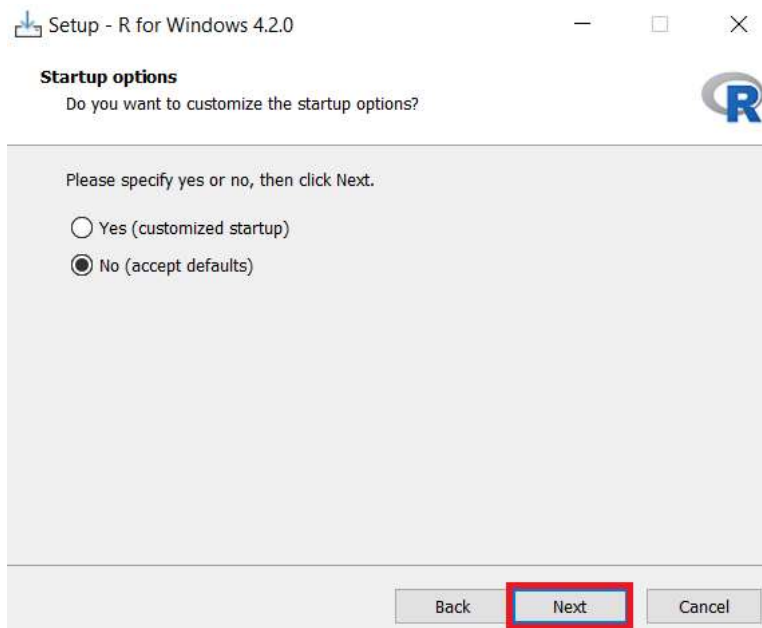 Setup - R for Windows 4.2.0
Startup options
Do you want to customize the startup options?
R
Please specify yes or no, then click Next.
Yes (customized startup)
No (accept defaults)
Back Next Cancel